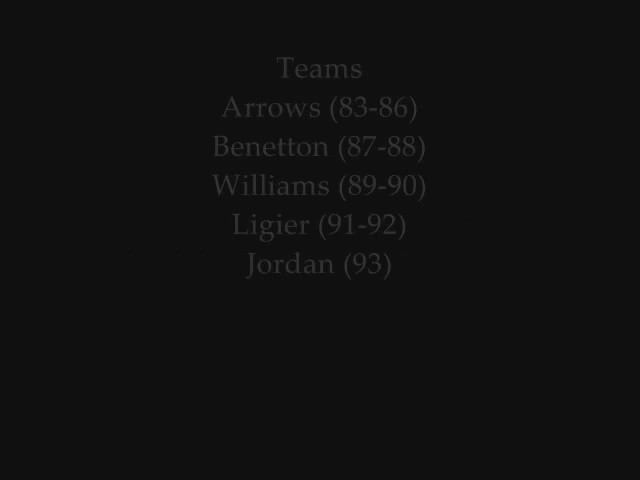 Teams
Arrows (83-86)
Benetton (87-88)
Williams (89-90)
Ligier (91-92)
Jordan (93)